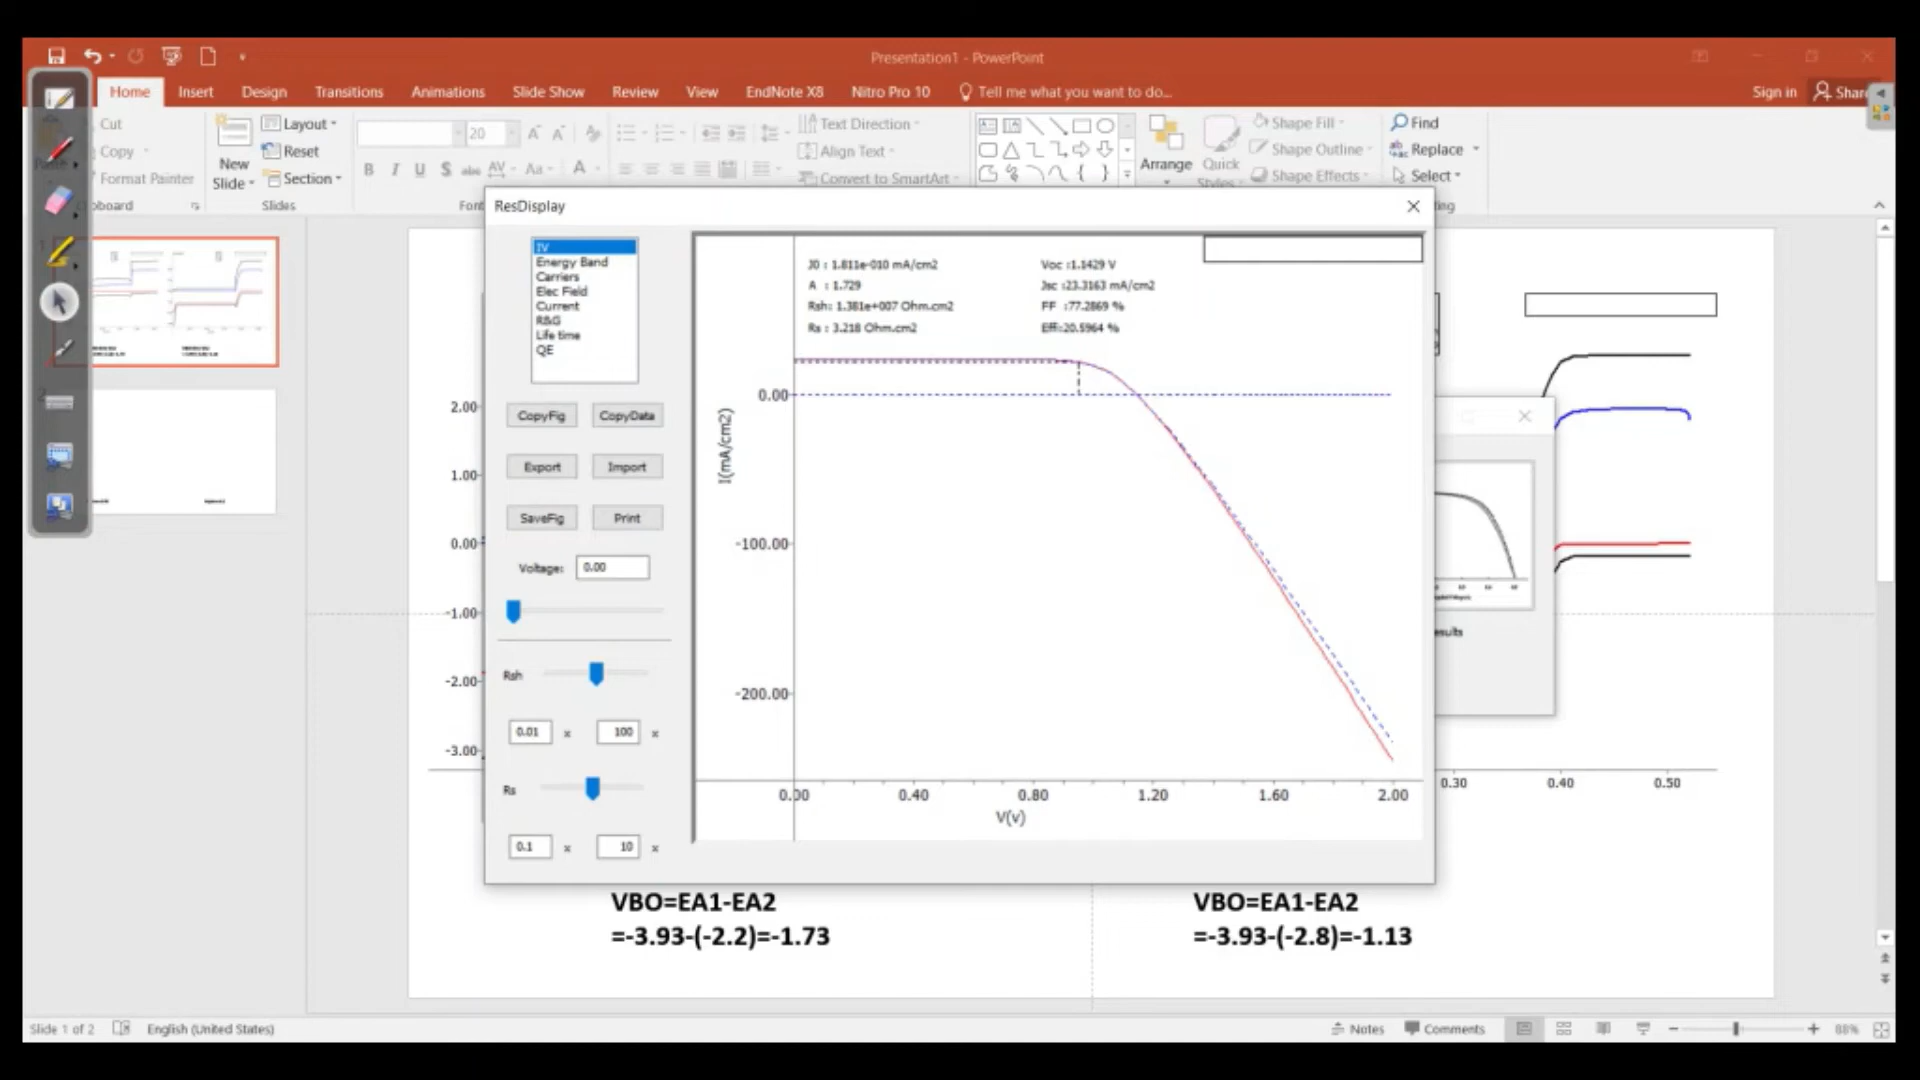 Presentation1 - PowerPoint
Home Insert Design Transitions Animations Slide Show Review View EndNote X8 Nitro Pro 10 Tell me what you want to do...
Sign in Shar
Cut
Copy
Format Painter
New Slide
Layout
Reset
Section
Slides
20
B I U S abc AV Aa A
Font
Text Direction
Align Text
Convert to SmartArt
Arrange
Quick Styles
Shape Fill
Shape Outline
Shape Effects
Find
Replace
Select
ResDisplay
IV
Energy Band
Carriers
Elec Field
Current
R&G
Life time
QE
CopyFig CopyData
Export Import
SaveFig Print
Voltage: 0.00
Rsh
0.01 x 100 x
Rs
0.1 x 10 x
J0 : 1.811e-010 mA/cm2
A : 1.729
Rsh: 1.381e+007 Ohm.cm2
Rs : 3.218 Ohm.cm2
Voc :1.1429 V
Jsc :23.3163 mA/cm2
FF :77.2869 %
Eff:20.5964 %
0.00
-100.00
-200.00
I(mA/cm2)
0.00 0.40 0.80 1.20 1.60 2.00
V(v)
2.00
1.00
0.00
-1.00
-2.00
-3.00
esults
0.30 0.40 0.50
VBO=EA1-EA2
=-3.93-(-2.2)=-1.73
VBO=EA1-EA2
=-3.93-(-2.8)=-1.13
Slide 1 of 2 English (United States)
Notes Comments 88%